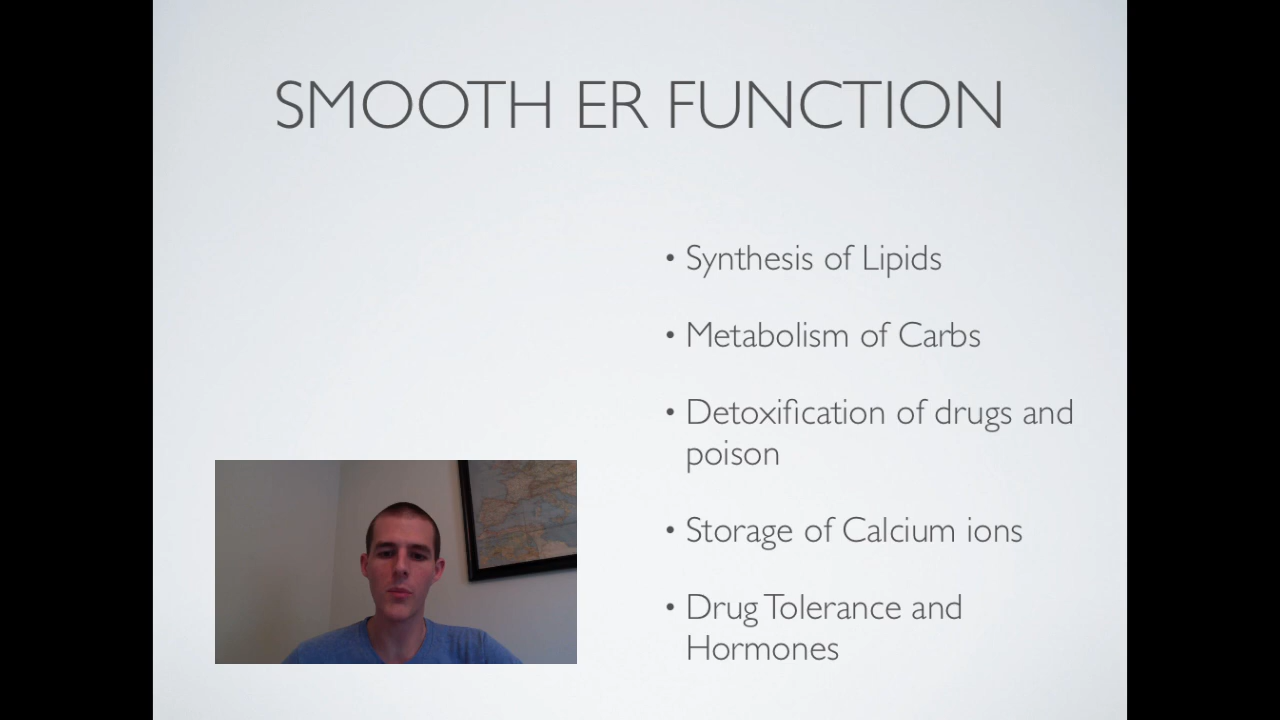 SMOOTH ER FUNCTION
• Synthesis of Lipids
• Metabolism of Carbs
• Detoxification of drugs and
poison
• Storage of Calcium ions
• Drug Tolerance and
Hormones